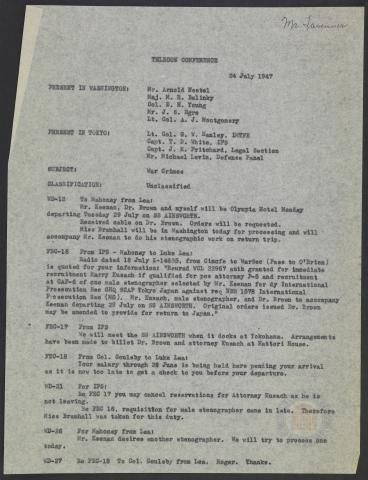 TELECON CONFERENCE
24 July 1947
PRESENT IN WASHINGTON: Mr. Arnold
Maj. M. R.
Col. B. H. Young
Mr. J. S.
Lt. Col. A. J. Montgomery
PRESENT IN TOKYO: Lt. Col. G. W.
Capt. T. D. White, IPS
Capt. J. K. Pritchard, Legal Section
Mr. Michael Levin, Defense Panel
SUBJECT: War Crimes
CLASSIFICATION: Unclassified
WD-13 To Mahoney from Lea:
Mr. Keenan, Dr. Brown and myself will be Olympic Hotel Monday
departing Tuesday 29 July on SS AINSWORTH.
Received cable on Dr. Brown. Orders will be requested.
Miss Bramhall will be in Washington today for processing and will
accompany Mr. Keenan to do his stenographic work on return trip.
FEC-16 From IPS - Mahoney to Luke Lea:
Radio dated 18 July from Cincfe to WarSec (Pass to O'Brien)
is quoted for your information: "Reurad WCL 32967 auth granted for immediate
recruitment Harry Kusach if qualified for pos attorney P-5 and recruitment
at CAF-6 of one male stenographer selected by Mr. Keenan for dy International
Prosecution Sec GHQ SCAP Tokyo Japan against req 1578 International
Prosecution Sec (NS). Mr. Kusach, male stenographer, and Dr. Brown to accompany
Keenan departing 29 July on SS AINSWORTH. Original orders issued Dr. Brown
may be amended to provide for return to Japan."
FEC-17 From IPS
We will meet the SS AINSWORTH when it docks at Yokohama. Arrangements
have been made to billet Dr. Brown and attorney Kusach at Hattori House.
FEC-18 From Col. Goulsby to Luke Lea:
Your salary through 28 June is being held here pending your arrival
as it is now too late to get a check to you before your departure.
WD-21 For IPS:
Re FEC 17 you may cancel reservations for Attorney Kusach as he is
not leaving.
Re FEC 16, requisition for male stenographer came in late. Therefore
Miss Bramhall was taken for this duty.
WD-26 For Mahoney from Lea:
Mr. Keenan desires another stenographer. We will try to process one
today.
WD-27 Re FEC-18 To Col. Goulsby from Lea. Roger. Thanks.